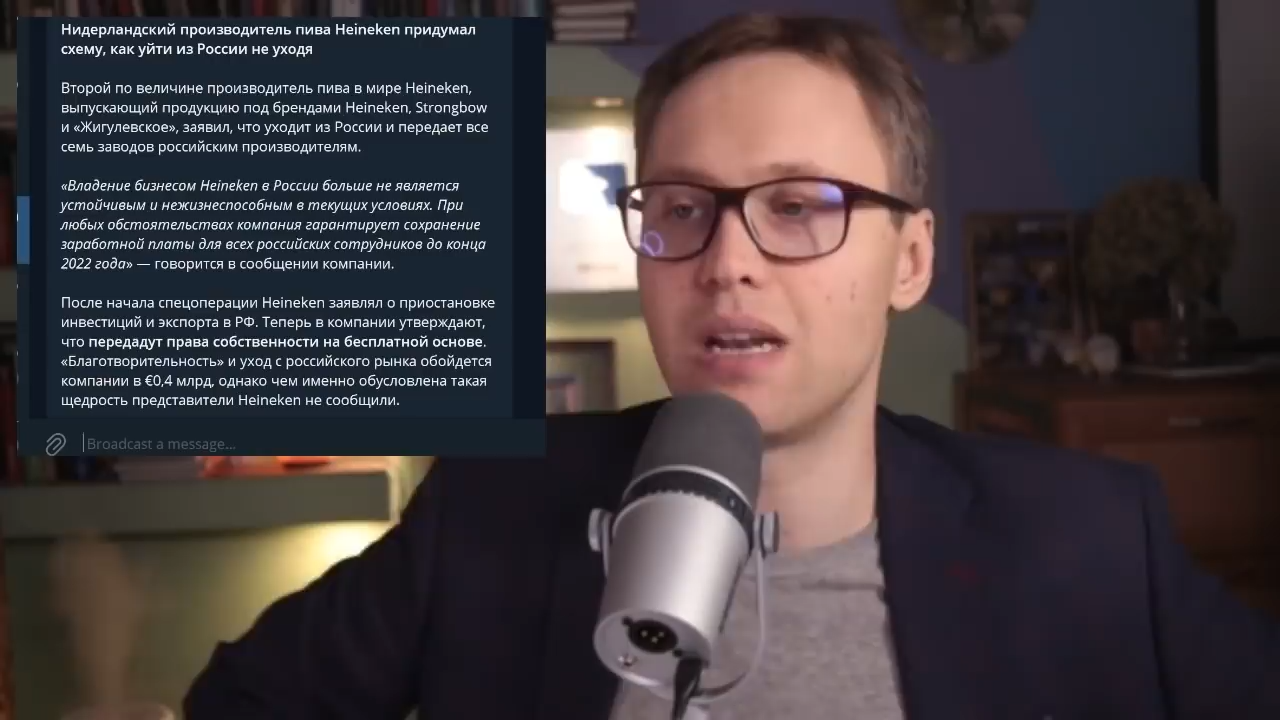 Нидерландский производитель пива Heineken придумал
схему, как уйти из России не уходя
Второй по величине производитель пива в мире Heineken,
выпускающий продукцию под брендами Heineken, Strongbow
и «Жигулевское», заявил, что уходит из России и передает все
семь заводов российским производителям.
«Владение бизнесом Heineken в России больше не является
устойчивым и нежизнеспособным в текущих условиях. При
любых обстоятельствах компания гарантирует сохранение
заработной платы для всех российских сотрудников до конца
2022 года» — говорится в сообщении компании.
После начала спецоперации Heineken заявлял о приостановке
инвестиций и экспорта в РФ. Теперь в компании утверждают,
что передадут права собственности на бесплатной основе.
«Благотворительность» и уход с российского рынка обойдется
компании в €0,4 млрд, однако чем именно обусловлена такая
щедрость представители Heineken не сообщили.
Broadcast a message...